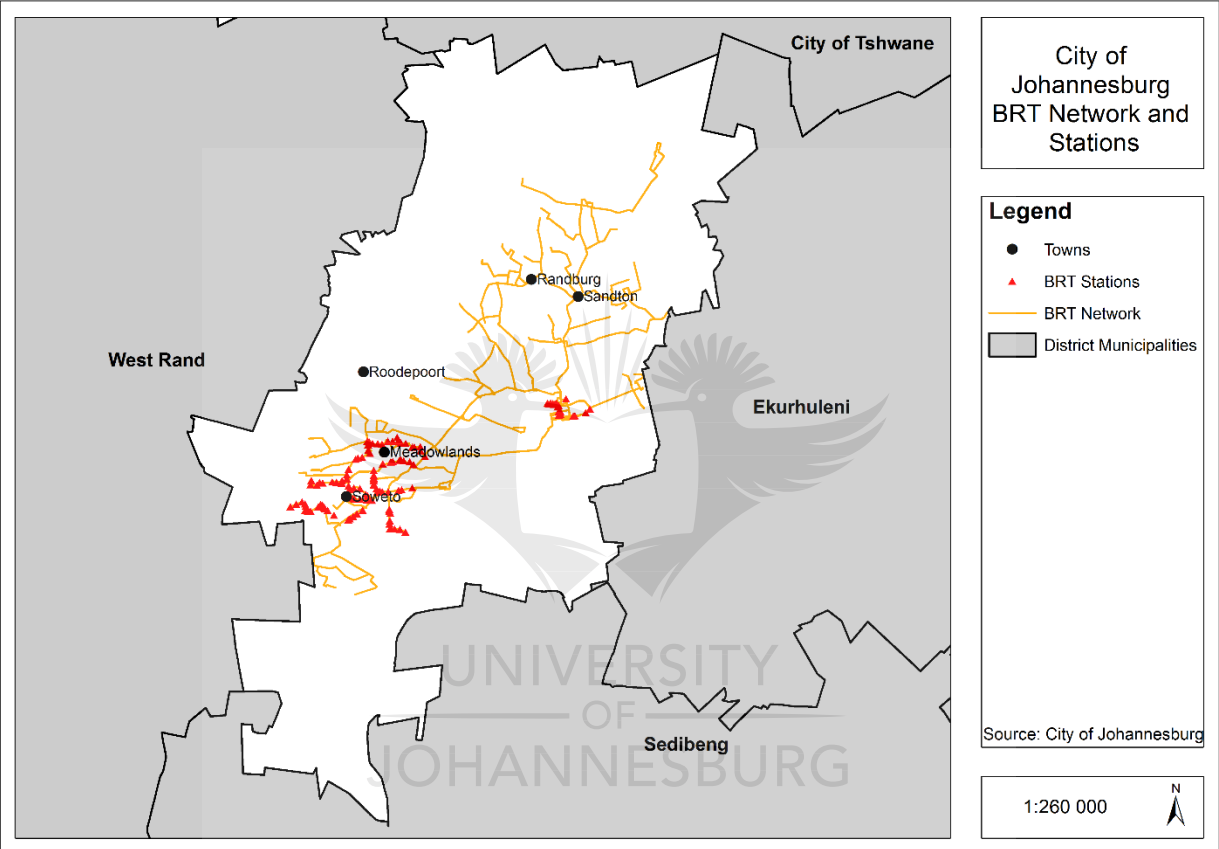 City of Tshwane
City of
Johannesburg
BRT Network and
Stations
Legend
Towns
BRT Stations
BRT Network
District Municipalities
Randburg
Sandton
West Rand
Roodepoort
Ekurhuleni
Meadowlands
Soweto
UNIVERSITY
OF
JOHANNESBURG
Sedibeng
Source: City of Johannesburg
1:260 000
N